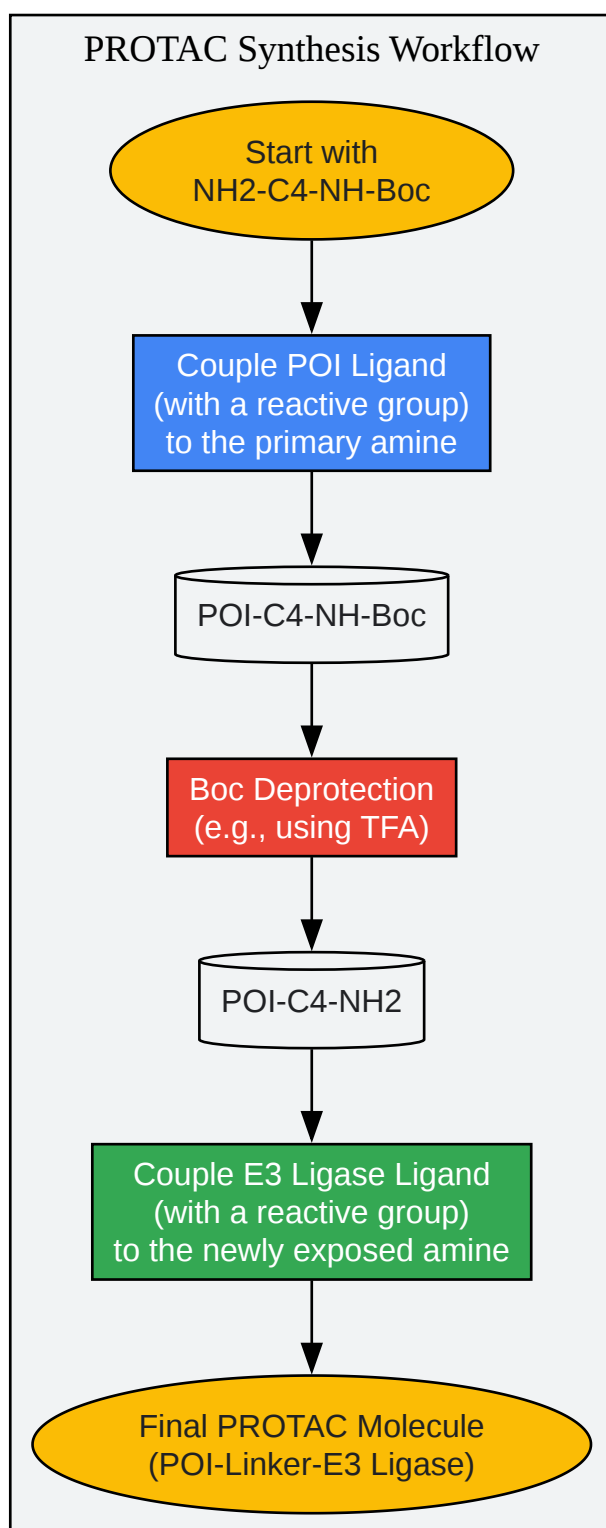 PROTAC Synthesis Workflow
Start with
NH2-C4-NH-Boc
Couple POI Ligand
(with a reactive group)
to the primary amine
POI-C4-NH-Boc
Boc Deprotection
(e.g., using TFA)
POI-C4-NH2
Couple E3 Ligase Ligand
(with a reactive group)
to the newly exposed amine
Final PROTAC Molecule
(POI-Linker-E3 Ligase)